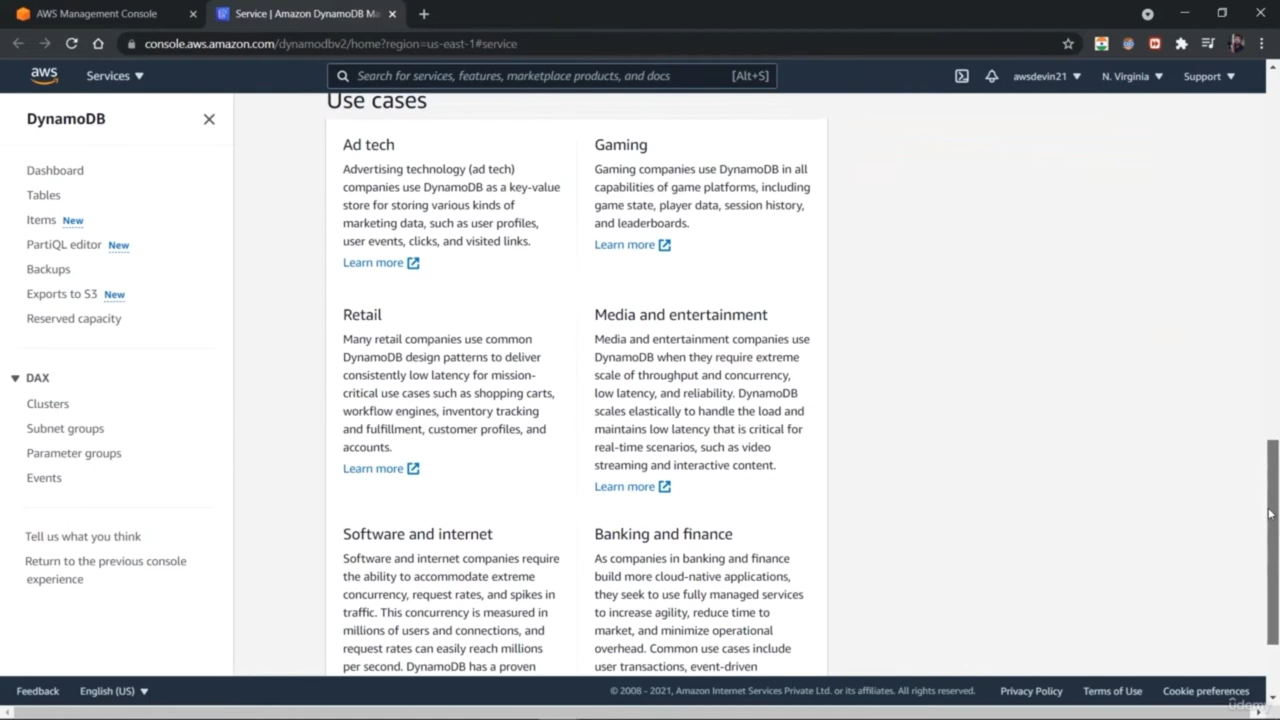 AWS Management Console
Service | Amazon DynamoDB Ma
console.aws.amazon.com/dynamodbv2/home?region=us-east-1#service
aws
Services
Search for services, features, marketplace products, and docs
[Alt+S]
awsdevin21
N. Virginia
Support
DynamoDB
Dashboard
Tables
Items New
PartiQL editor New
Backups
Exports to S3 New
Reserved capacity
DAX
Clusters
Subnet groups
Parameter groups
Events
Tell us what you think
Return to the previous console
experience
Use cases
Ad tech
Advertising technology (ad tech)
companies use DynamoDB as a key-value
store for storing various kinds of
marketing data, such as user profiles,
user events, clicks, and visited links.
Learn more
Gaming
Gaming companies use DynamoDB in all
capabilities of game platforms, including
game state, player data, session history,
and leaderboards.
Learn more
Retail
Many retail companies use common
DynamoDB design patterns to deliver
consistently low latency for mission-
critical use cases such as shopping carts,
workflow engines, inventory tracking
and fulfillment, customer profiles, and
accounts.
Learn more
Media and entertainment
Media and entertainment companies use
DynamoDB when they require extreme
scale of throughput and concurrency,
low latency, and reliability. DynamoDB
scales elastically to handle the load and
maintains low latency that is critical for
real-time scenarios, such as video
streaming and interactive content.
Learn more
Software and internet
Software and internet companies require
the ability to accommodate extreme
concurrency, request rates, and spikes in
traffic. This concurrency is measured in
millions of users and connections, and
request rates can easily reach millions
per second. DynamoDB has a proven
Banking and finance
As companies in banking and finance
build more cloud-native applications,
they seek to use fully managed services
to increase agility, reduce time to
market, and minimize operational
overhead. Common use cases include
user transactions, event-driven
Feedback
English (US)
© 2008 - 2021, Amazon Internet Services Private Ltd. or its affiliates. All rights reserved.
Privacy Policy
Terms of Use
Cookie preferences
ûdemy